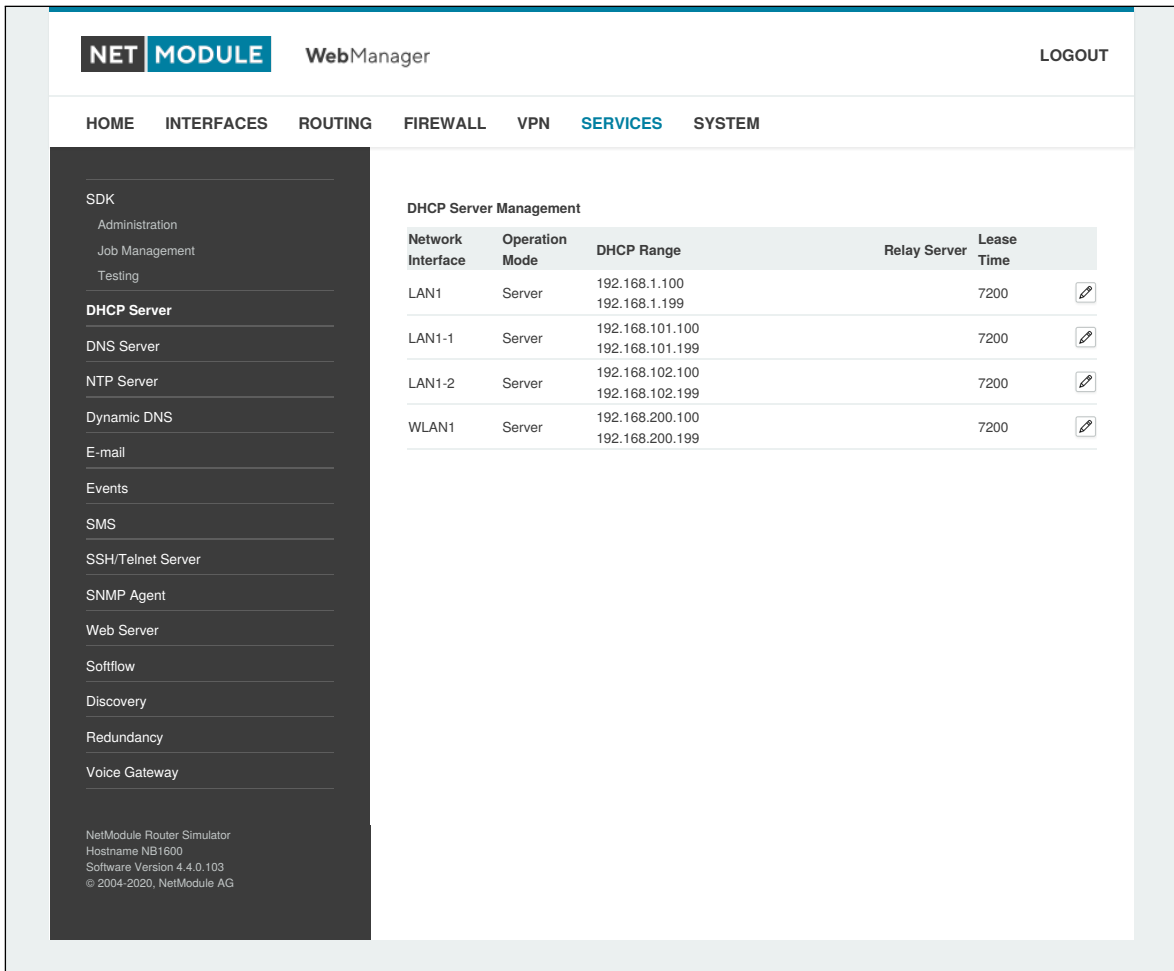 NET MODULE WebManager LOGOUT
HOME INTERFACES ROUTING FIREWALL VPN SERVICES SYSTEM
SDK
Administration
Job Management
Testing
DHCP Server
DNS Server
NTP Server
Dynamic DNS
E-mail
Events
SMS
SSH/Telnet Server
SNMP Agent
Web Server
Softflow
Discovery
Redundancy
Voice Gateway
NetModule Router Simulator
Hostname NB1600
Software Version 4.4.0.103
© 2004-2020, NetModule AG
DHCP Server Management
Network Interface Operation Mode DHCP Range Relay Server Lease Time
LAN1 Server 192.168.1.100 7200
192.168.1.199
LAN1-1 Server 192.168.101.100 7200
192.168.101.199
LAN1-2 Server 192.168.102.100 7200
192.168.102.199
WLAN1 Server 192.168.200.100 7200
192.168.200.199